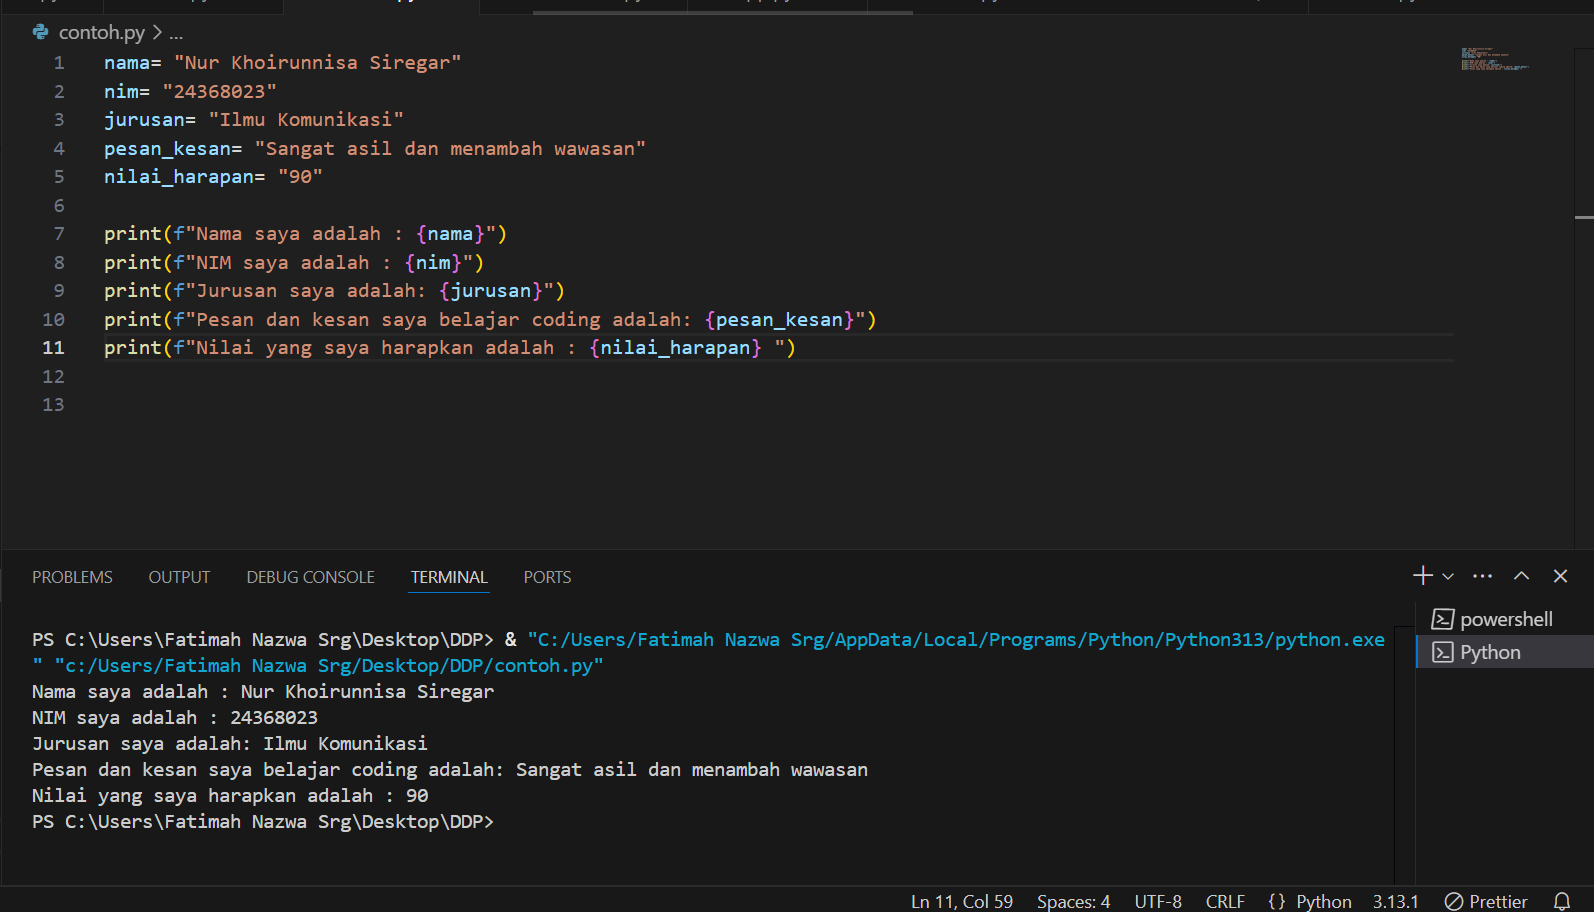 contoh.py > ...
1 nama= "Nur Khoirunnisa Siregar"
2 nim= "24368023"
3 jurusan= "Ilmu Komunikasi"
4 pesan_kesan= "Sangat asil dan menambah wawasan"
5 nilai_harapan= "90"
6
7 print(f"Nama saya adalah : {nama}")
8 print(f"NIM saya adalah : {nim}")
9 print(f"Jurusan saya adalah: {jurusan}")
10 print(f"Pesan dan kesan saya belajar coding adalah: {pesan_kesan}")
11 print(f"Nilai yang saya harapkan adalah : {nilai_harapan} ")
12
13
PROBLEMS OUTPUT DEBUG CONSOLE TERMINAL PORTS
PS C:\Users\Fatimah Nazwa Srg\Desktop\DDP> & "C:/Users/Fatimah Nazwa Srg/AppData/Local/Programs/Python/Python313/python.exe
" "c:/Users/Fatimah Nazwa Srg/Desktop/DDP/contoh.py"
Nama saya adalah : Nur Khoirunnisa Siregar
NIM saya adalah : 24368023
Jurusan saya adalah: Ilmu Komunikasi
Pesan dan kesan saya belajar coding adalah: Sangat asil dan menambah wawasan
Nilai yang saya harapkan adalah : 90
PS C:\Users\Fatimah Nazwa Srg\Desktop\DDP>
powershell
Python
Ln 11, Col 59 Spaces: 4 UTF-8 CRLF {} Python 3.13.1 Prettier